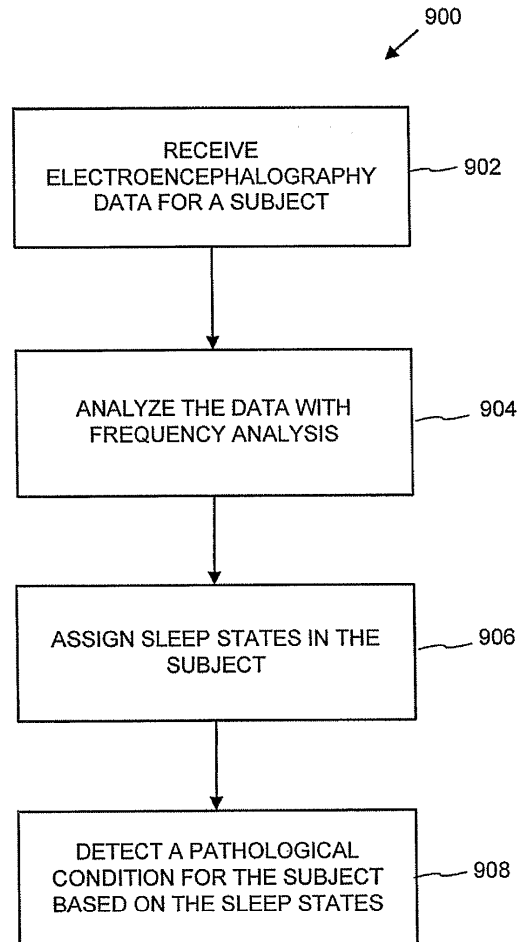 900
RECEIVE
ELECTROENCEPHALOGRAPHY
DATA FOR A SUBJECT
902
ANALYZE THE DATA WITH
FREQUENCY ANALYSIS
904
ASSIGN SLEEP STATES IN THE
SUBJECT
906
DETECT A PATHOLOGICAL
CONDITION FOR THE SUBJECT
BASED ON THE SLEEP STATES
908